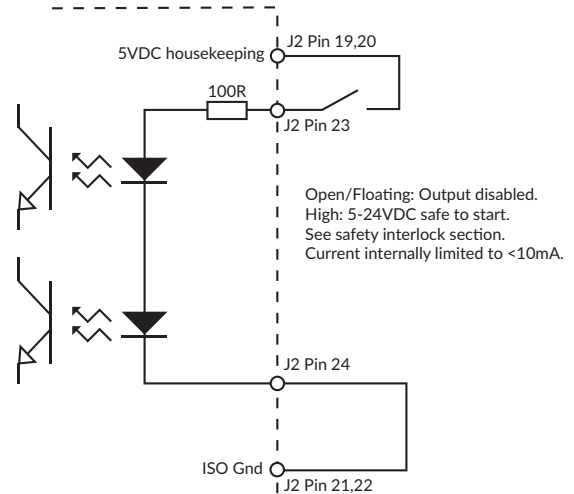 J2 Pin 19,20
5VDC housekeeping
100R
J2 Pin 23
Open/Floating: Output disabled.
High: 5-24VDC safe to start.
See safety interlock section.
Current internally limited to <10mA.
J2 Pin 24
ISO Gnd
J2 Pin 21,22